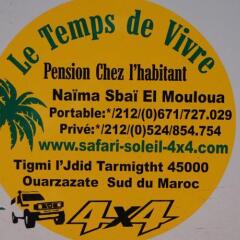 Le Temps de Vivre
Pension Chez l'habitant
Naïma Sbaï El Mouloua
Portable:*/212/(0)671/727.029
Privé:*/212/(0)524/854.754
www.safari-soleil-4x4.com
Tigmi l'Jdid Tarmigtht 45000
Ouarzazate Sud du Maroc
4x4